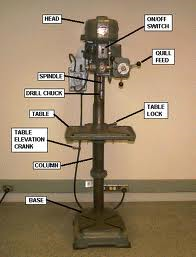 HEAD
ON/OFF
SWITCH
QUILL
FEED
SPINDLE
DRILL CHUCK
TABLE
TABLE
LOCK
TABLE
ELEVATION
CRANK
COLUMN
BASE